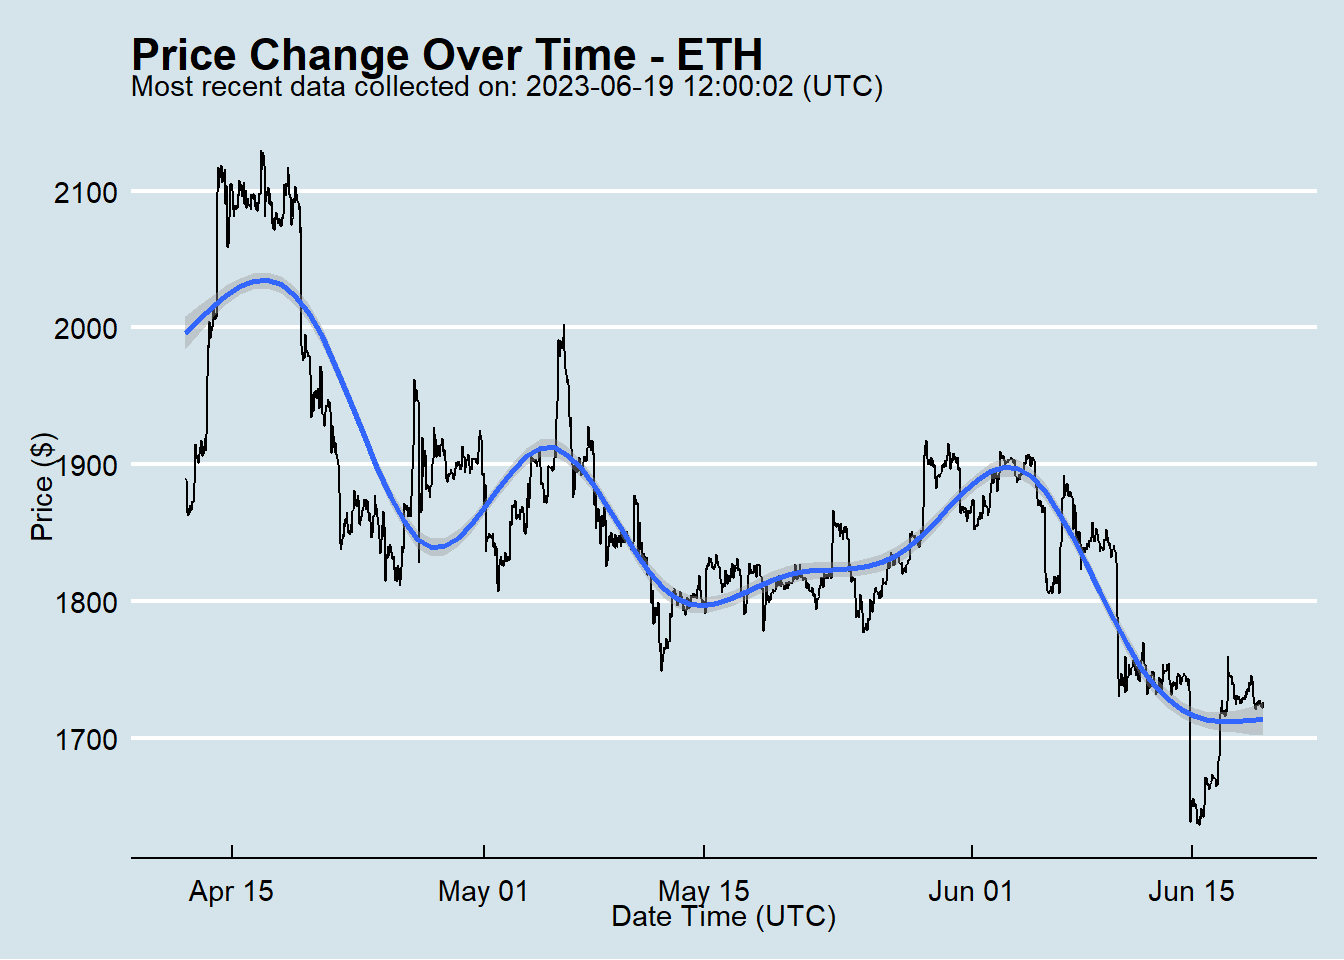 Price Change Over Time - ETH
Most recent data collected on: 2023-06-19 12:00:02 (UTC)
Price ($)
2100
2000
1900
1800
1700
Apr 15
May 01
May 15
Jun 01
Jun 15
Date Time (UTC)